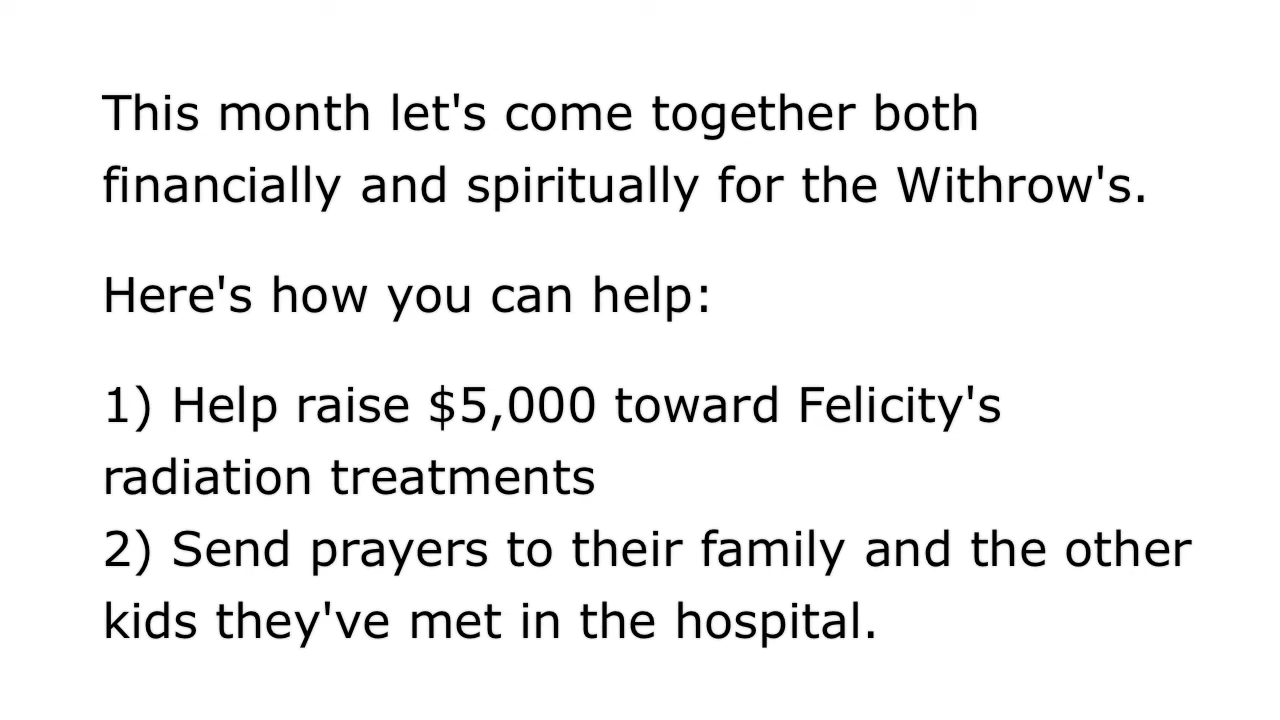 This month let's come together both
financially and spiritually for the Withrow's.
Here's how you can help:
1) Help raise $5,000 toward Felicity's
radiation treatments
2) Send prayers to their family and the other
kids they've met in the hospital.